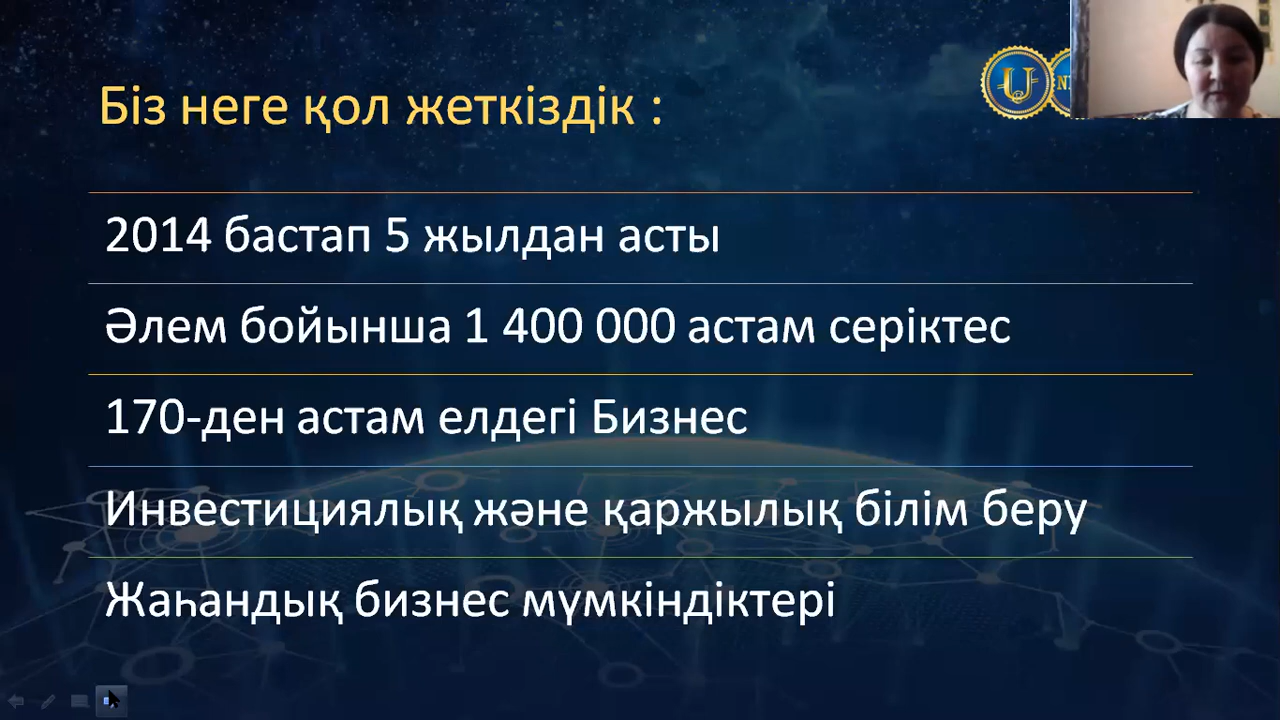 Біз неге қол жеткіздік :
2014 бастап 5 жылдан асты
Әлем бойынша 1 400 000 астам серіктес
170-ден астам елдегі Бизнес
Инвестициялық және қаржылық білім беру
Жаһандық бизнес мүмкіндіктері